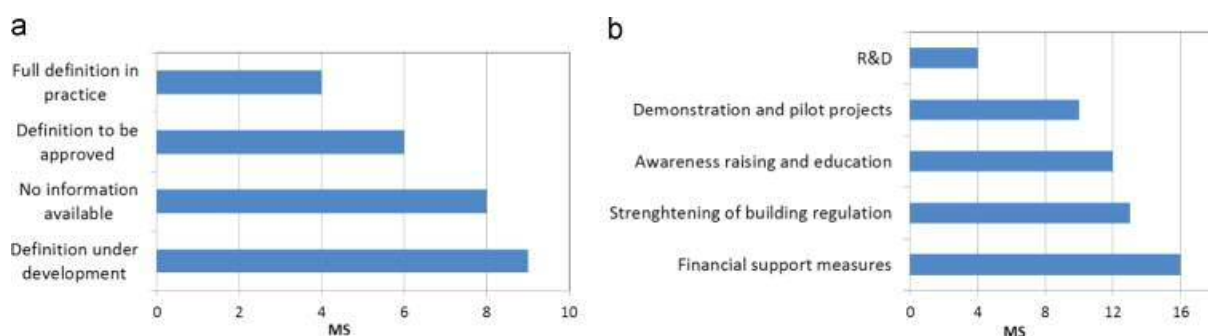 a
Full definition in
practice
Definition to be
approved
No information
available
Definition under
development
0 2 4 6 8 10
MS
b
R&D
Demonstration and pilot projects
Awareness raising and education
Strenghtening of building regulation
Financial support measures
0 4 8 12 16
MS